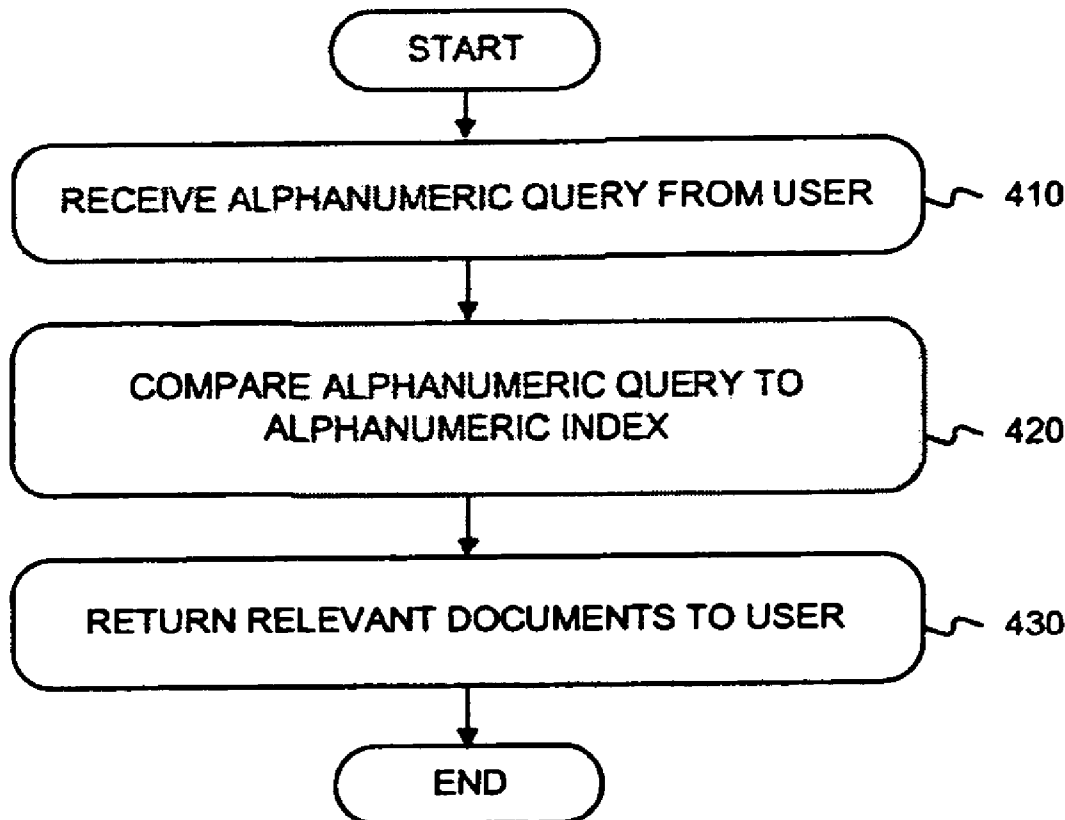 START
RECEIVE ALPHANUMERIC QUERY FROM USER
410
COMPARE ALPHANUMERIC QUERY TO
ALPHANUMERIC INDEX
420
RETURN RELEVANT DOCUMENTS TO USER
430
END